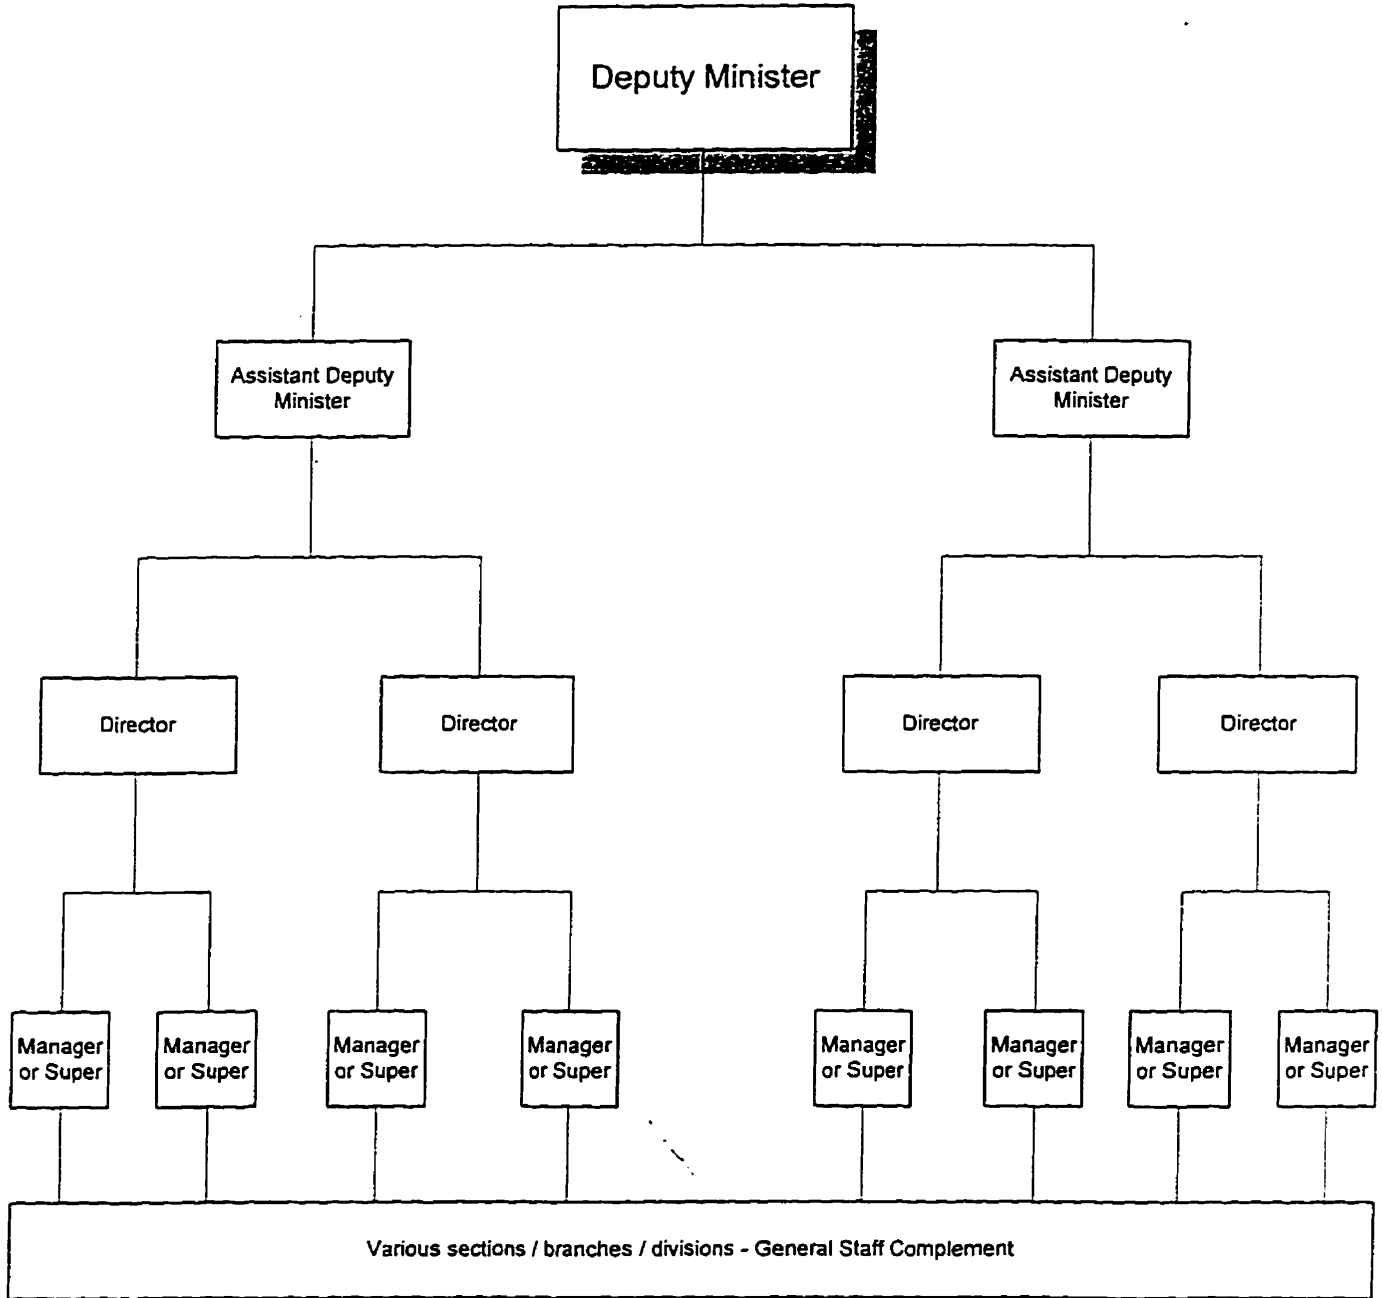 Deputy Minister
Assistant Deputy
Minister
Assistant Deputy
Minister
Director
Director
Director
Director
Manager
or Super
Manager
or Super
Manager
or Super
Manager
or Super
Manager
or Super
Manager
or Super
Manager
or Super
Manager
or Super
Various sections / branches / divisions - General Staff Complement